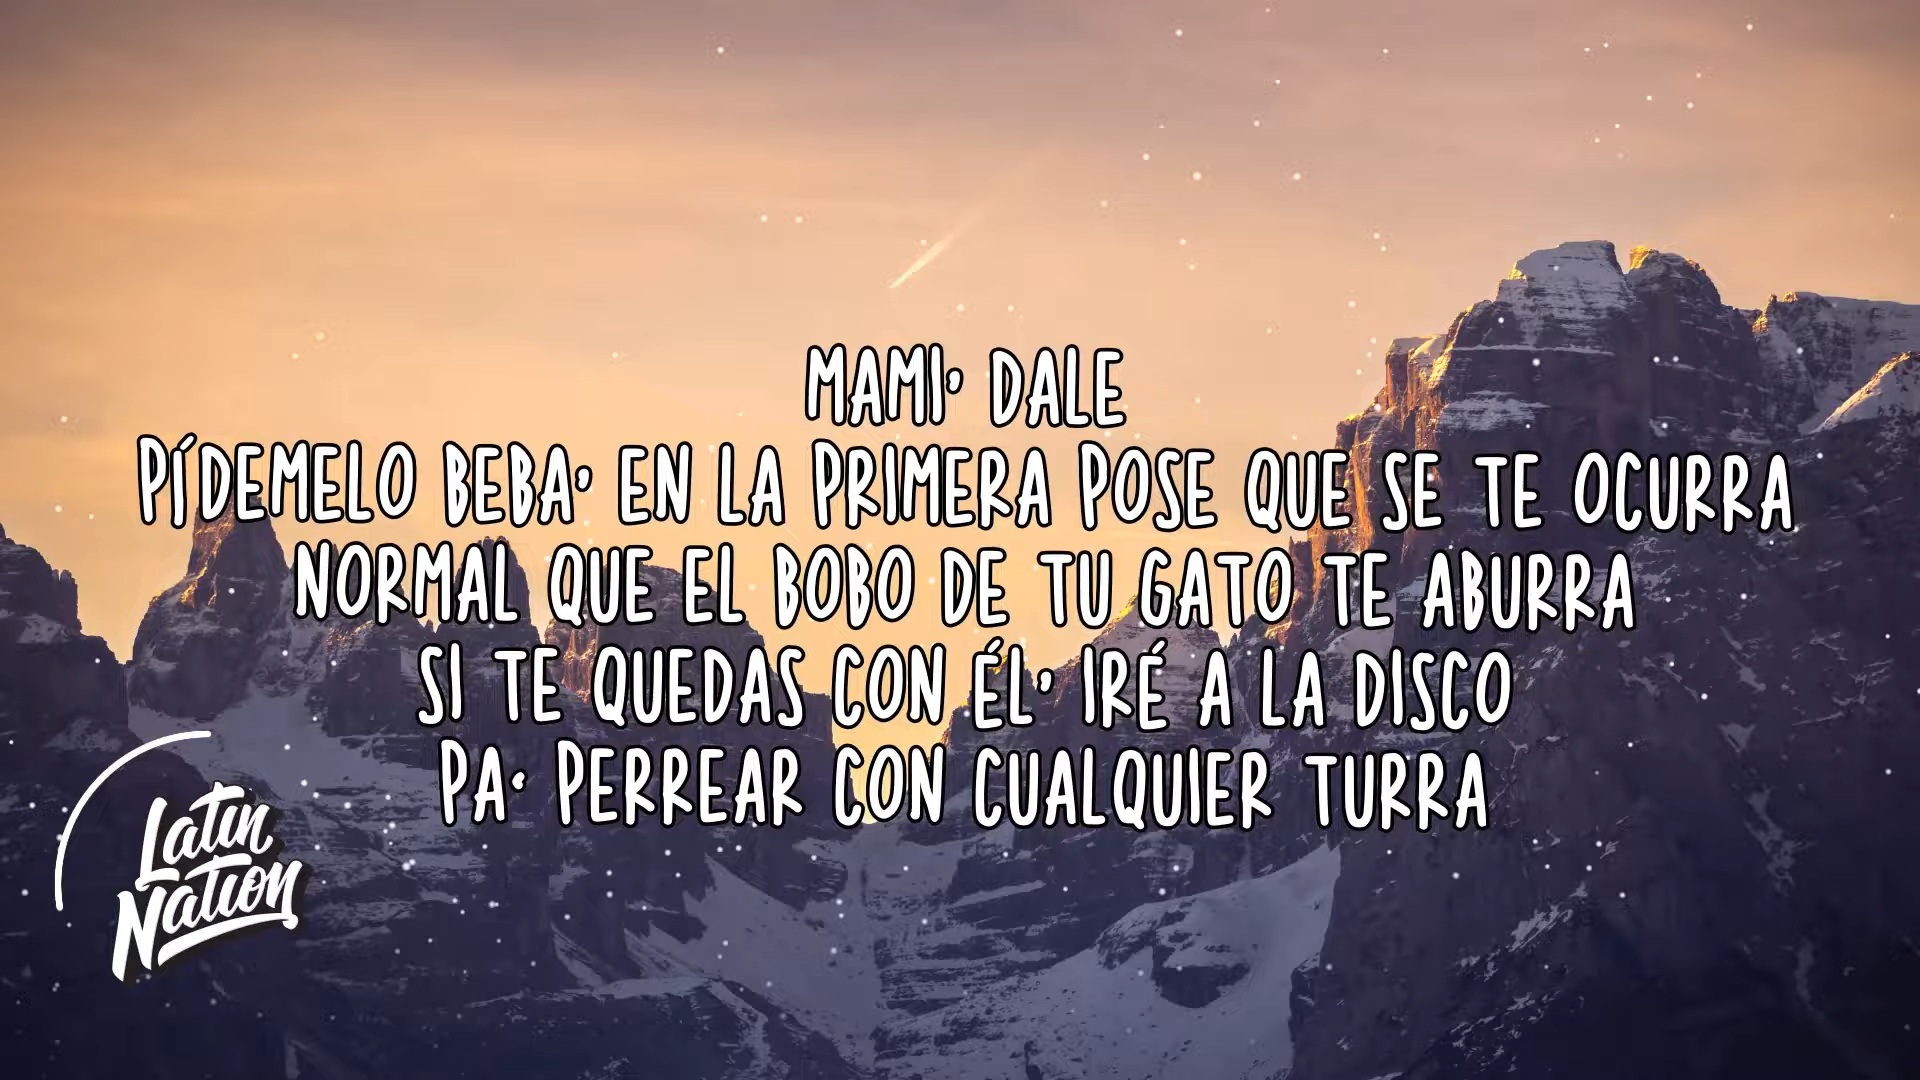 MAMI, DALE
PÍDEMELO BEBA, EN LA PRIMERA POSE QUE SE TE OCURRA
NORMAL QUE EL BOBO DE TU GATO TE ABURRA
SI TE QUEDAS CON ÉL, IRÉ A LA DISCO
PA' PERREAR CON CUALQUIER TURRA
Latin
Nation